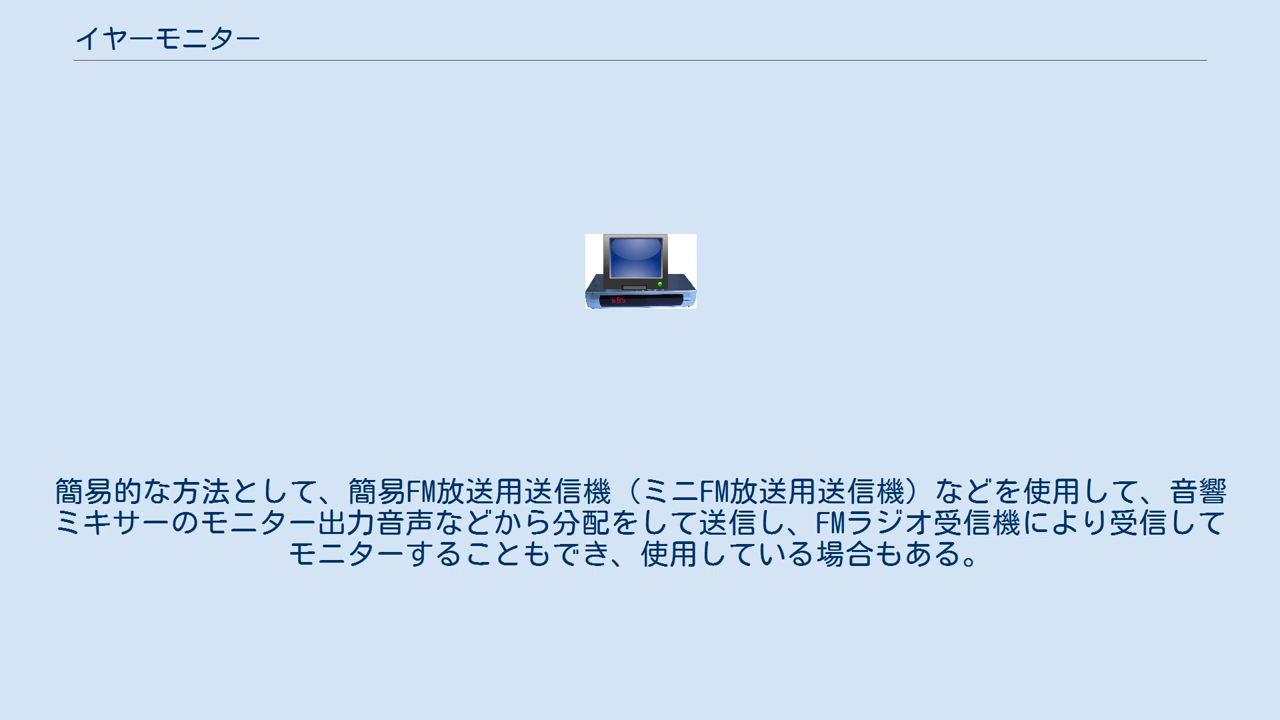 イヤーモニター
685
簡易的な方法として、簡易FM放送用送信機（ミニFM放送用送信機）などを使用して、音響
ミキサーのモニター出力音声などから分配をして送信し、FMラジオ受信機により受信して
モニターすることもでき、使用している場合もある。